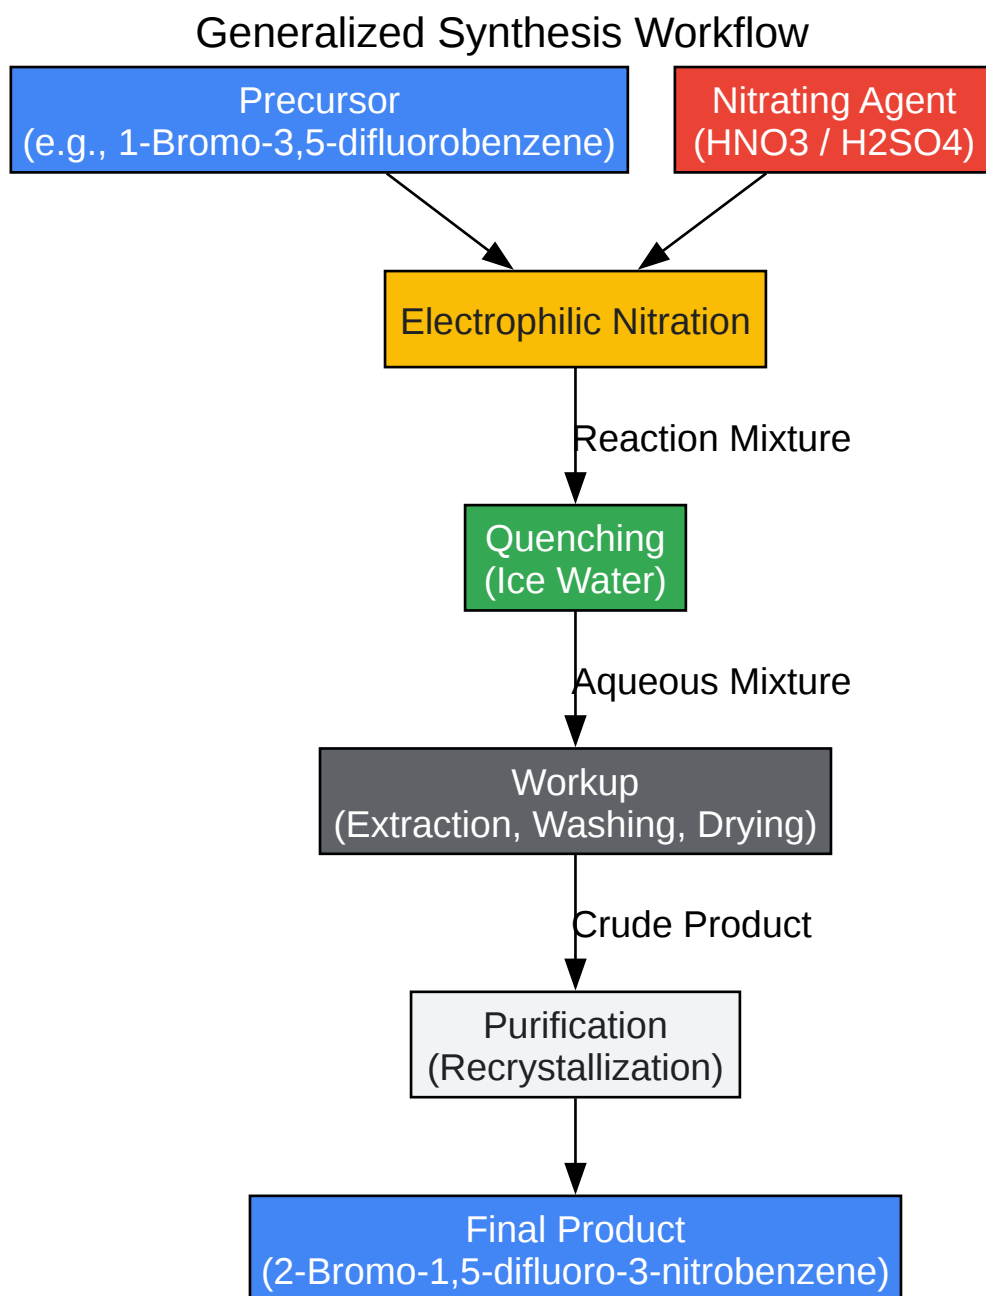 Generalized Synthesis Workflow
Precursor
(e.g., 1-Bromo-3,5-difluorobenzene)
Nitrating Agent
(HNO3 / H2SO4)
Electrophilic Nitration
Reaction Mixture
Quenching
(Ice Water)
Aqueous Mixture
Workup
(Extraction, Washing, Drying)
Crude Product
Purification
(Recrystallization)
Final Product
(2-Bromo-1,5-difluoro-3-nitrobenzene)